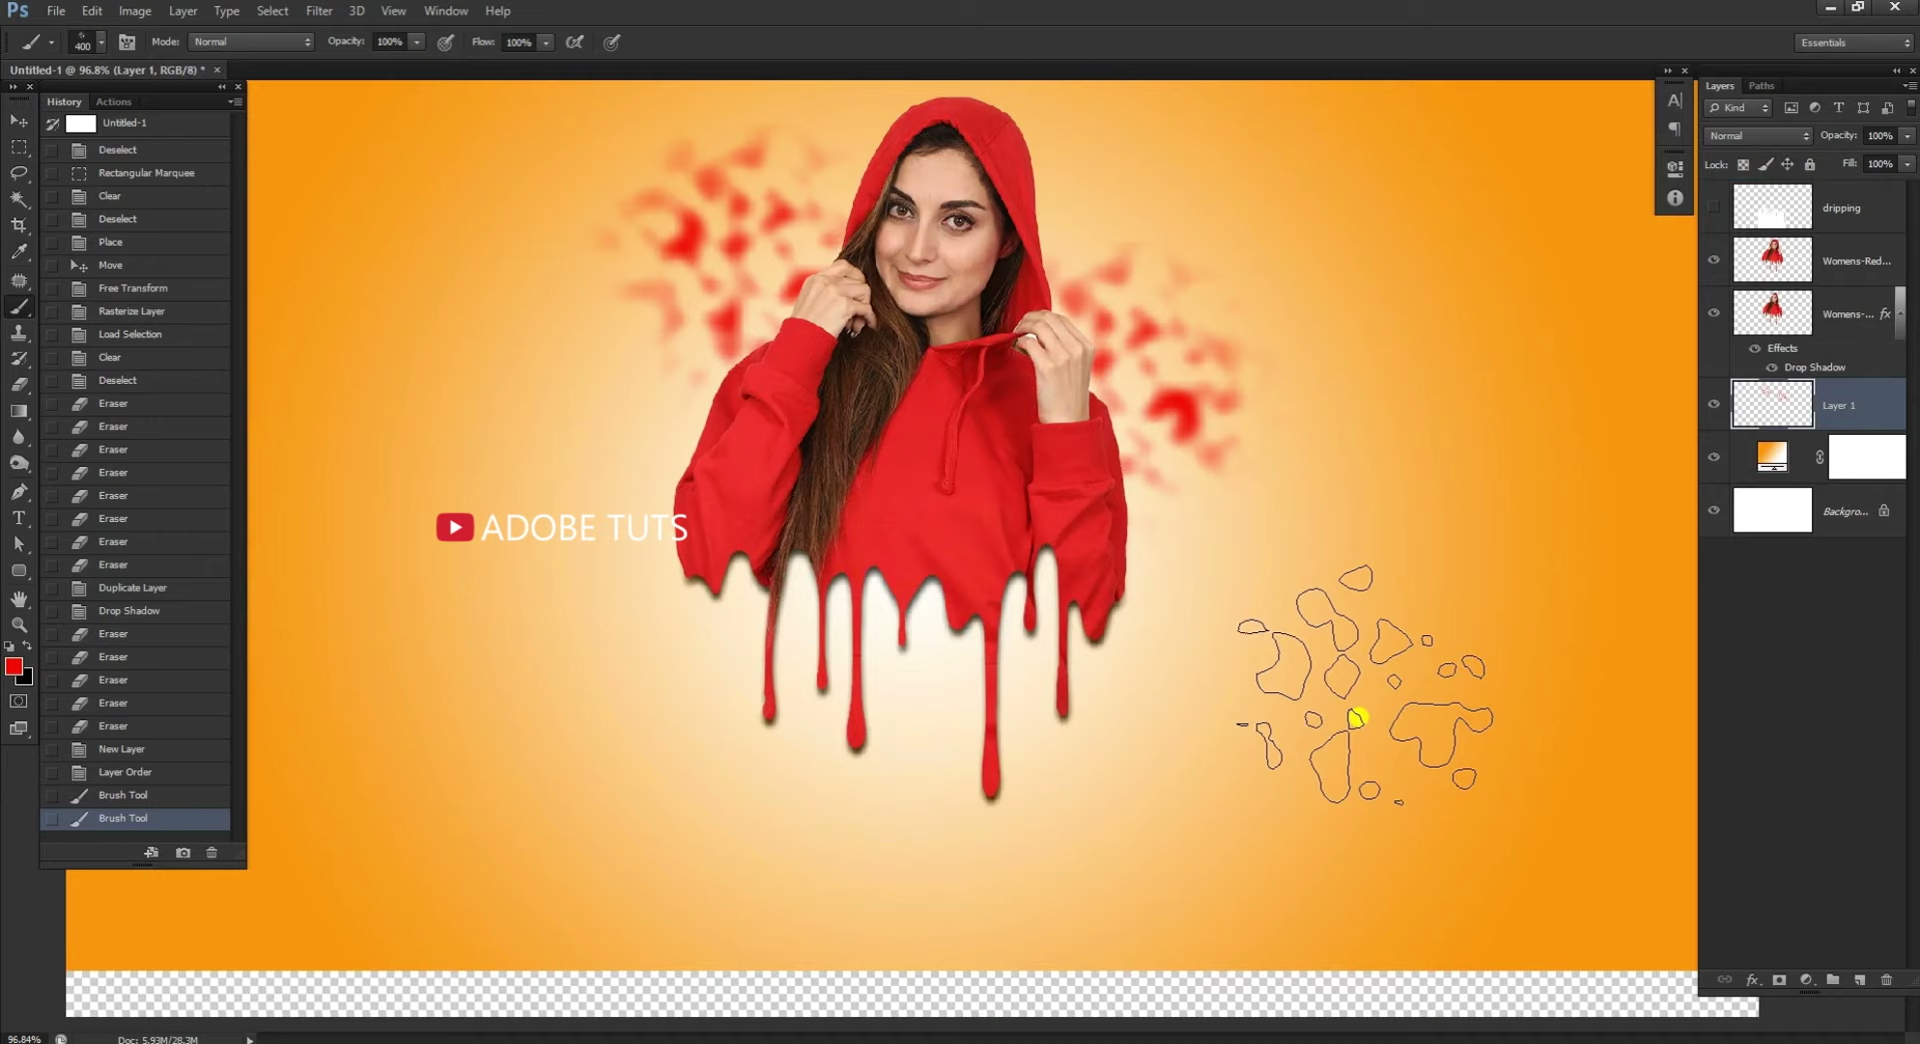 Ps File Edit Image Layer Type Select Filter 3D View Window Help
400 Mode: Normal Opacity: 100% Flow: 100% Essentials
Untitled-1 @ 96.8% (Layer 1, RGB/8) * ×
History Actions
Untitled-1
Deselect
Rectangular Marquee
Clear
Deselect
Place
Move
Free Transform
Rasterize Layer
Load Selection
Clear
Deselect
Eraser
Eraser
Eraser
Eraser
Eraser
Eraser
Eraser
Eraser
Duplicate Layer
Drop Shadow
Eraser
Eraser
Eraser
Eraser
Eraser
New Layer
Layer Order
Brush Tool
Brush Tool
ADOBE TUTS
Layers Paths
Kind
Normal Opacity: 100%
Lock: Fill: 100%
dripping
Womens-Red...
Womens-... fx
Effects
Drop Shadow
Layer 1
Backgro...
fx
96.84% Doc: 5.93M/28.3M